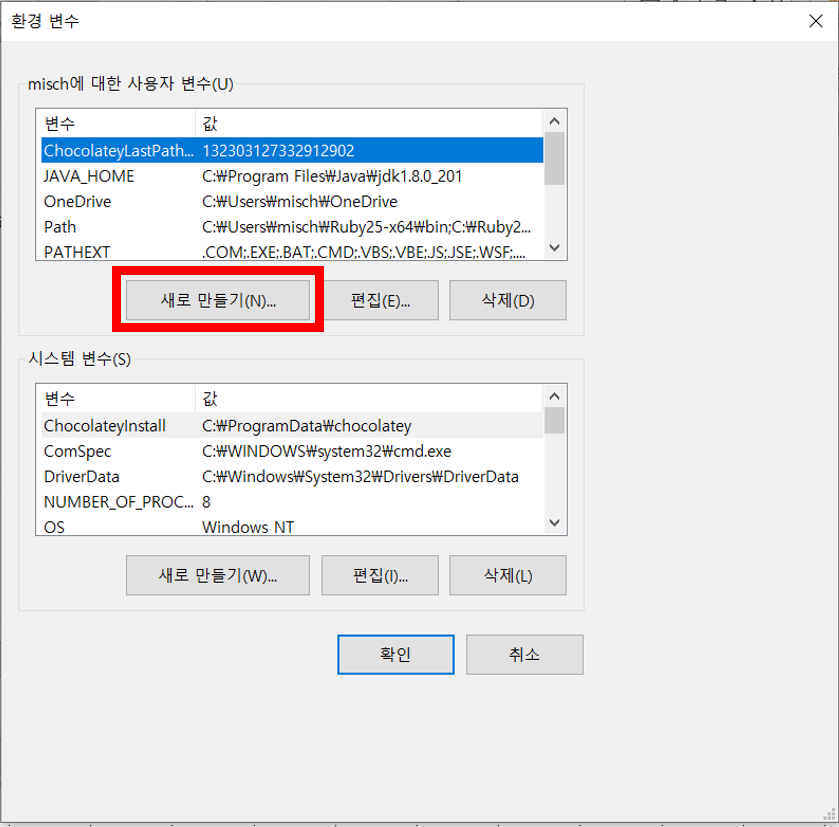 환경 변수
misch에 대한 사용자 변수(U)
변수 값
ChocolateyLastPath... 132303127332912902
JAVA_HOME C:₩Program Files₩Java₩jdk1.8.0_201
OneDrive C:₩Users₩misch₩OneDrive
Path C:₩Users₩misch₩Ruby25-x64₩bin;C:₩Ruby2...
PATHEXT .COM;.EXE;.BAT;.CMD;.VBS;.VBE;.JS;.JSE;.WSF;....
새로 만들기(N)... 편집(E)... 삭제(D)
시스템 변수(S)
변수 값
ChocolateyInstall C:₩ProgramData₩chocolatey
ComSpec C:₩WINDOWS₩system32₩cmd.exe
DriverData C:₩Windows₩System32₩Drivers₩DriverData
NUMBER_OF_PROC... 8
OS Windows NT
새로 만들기(W)... 편집(I)... 삭제(L)
확인 취소